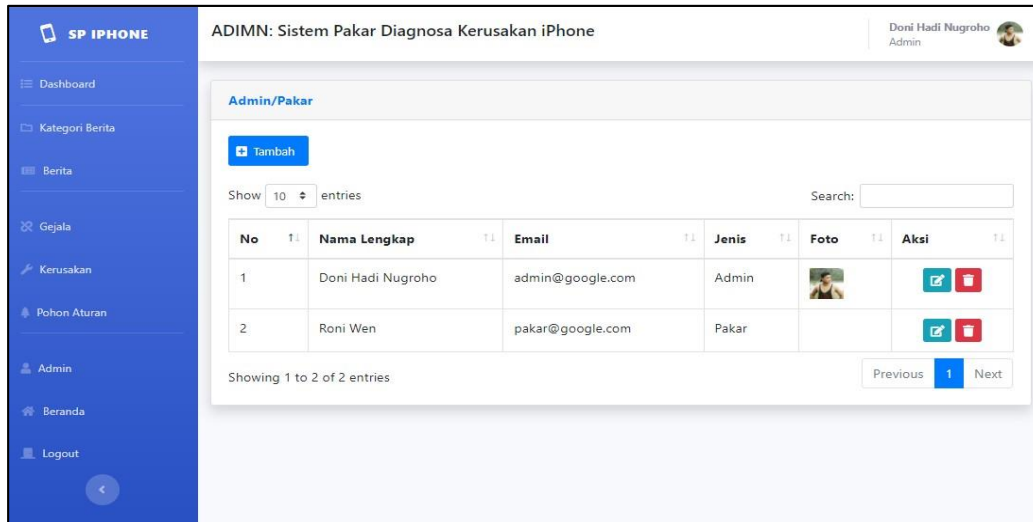 SP IPHONE
ADIMN: Sistem Pakar Diagnosa Kerusakan iPhone
Doni Hadi Nugroho
Admin
Dashboard
Kategori Berita
Berita
Gejala
Kerusakan
Pohon Aturan
Admin
Beranda
Logout
Admin/Pakar
Tambah
Show 10 entries
Search:
No Nama Lengkap Email Jenis Foto Aksi
1 Doni Hadi Nugroho admin@google.com Admin
2 Roni Wen pakar@google.com Pakar
Showing 1 to 2 of 2 entries
Previous 1 Next